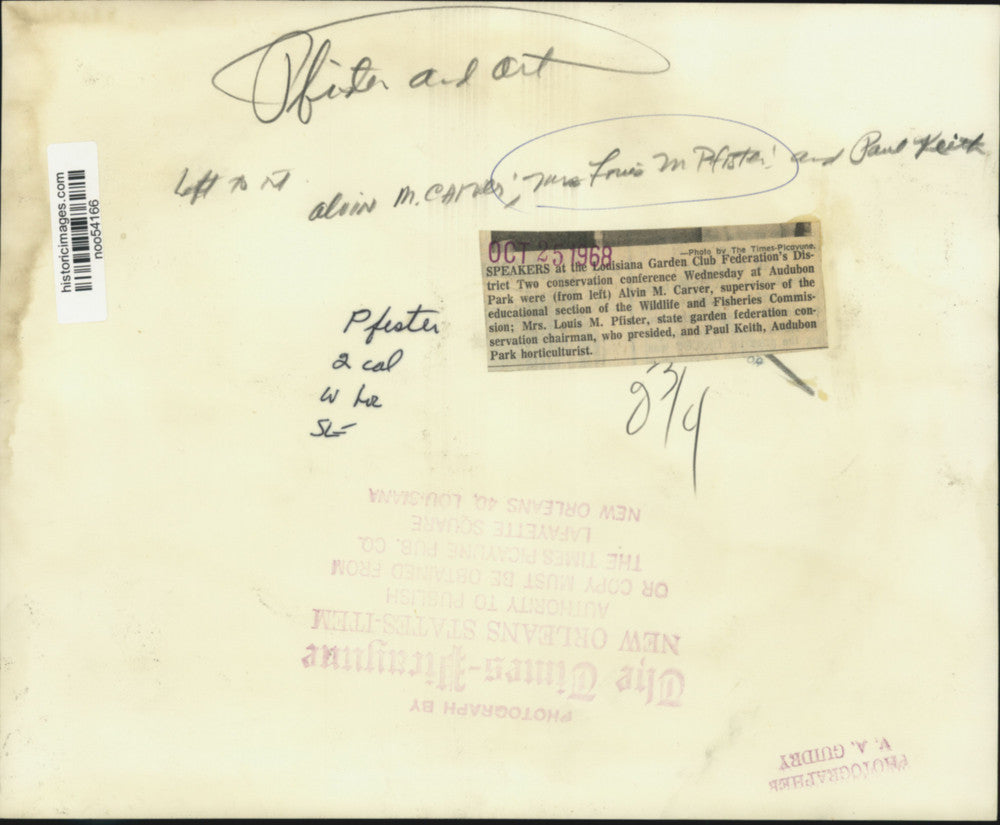 Pfister and art
Left to rt
Alvin M. Carver, Mrs Louis M Pfister, and Paul Keith
historicimages.com
noo54166
OCT 25 1968
—Photo by The Times-Picayune.
SPEAKERS at the Louisiana Garden Club Federation's Dis-
trict Two conservation conference Wednesday at Audubon
Park were (from left) Alvin M. Carver, supervisor of the
educational section of the Wildlife and Fisheries Commis-
sion; Mrs. Louis M. Pfister, state garden federation con-
servation chairman, who presided, and Paul Keith, Audubon
Park horticulturist.
Pfister
2 col
W
2 3/4
PHOTOGRAPH BY
The Times-Picayune
NEW ORLEANS STATES-ITEM
AUTHORITY TO PUBLISH
OR COPY MUST BE OBTAINED FROM
THE TIMES PICAYUNE PUB. CO.
LAFAYETTE SQUARE
NEW ORLEANS 40, LOUISIANA
PHOTOGRAPHER
V. A. GUIDRY